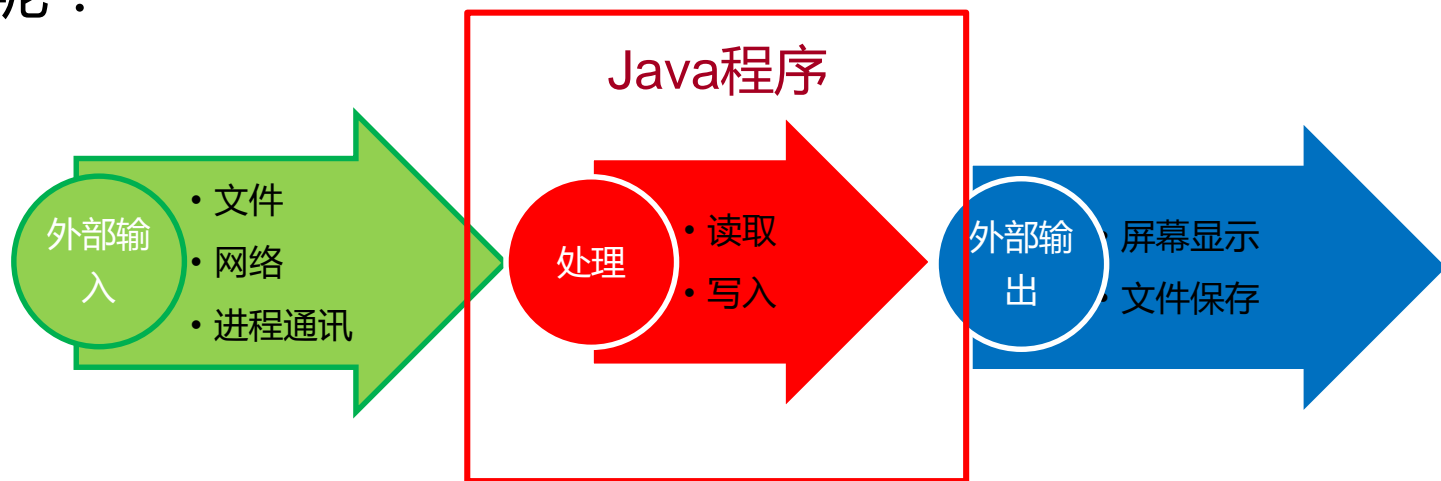 Java程序
外部输
入
• 文件
• 网络
• 进程通讯
处理
• 读取
• 写入
外部输
出
• 屏幕显示
• 文件保存